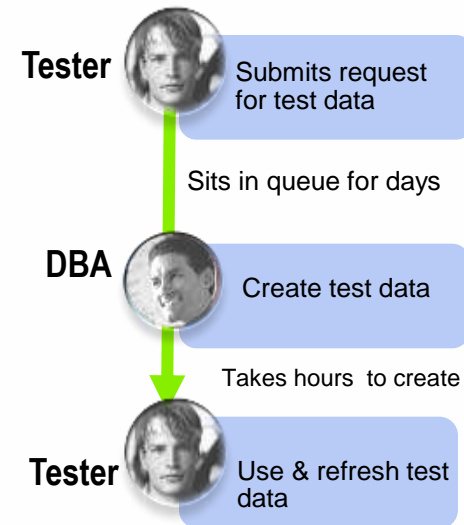 Tester
Submits request
for test data
Sits in queue for days
DBA
Create test data
Takes hours to create
Tester
Use & refresh test
data